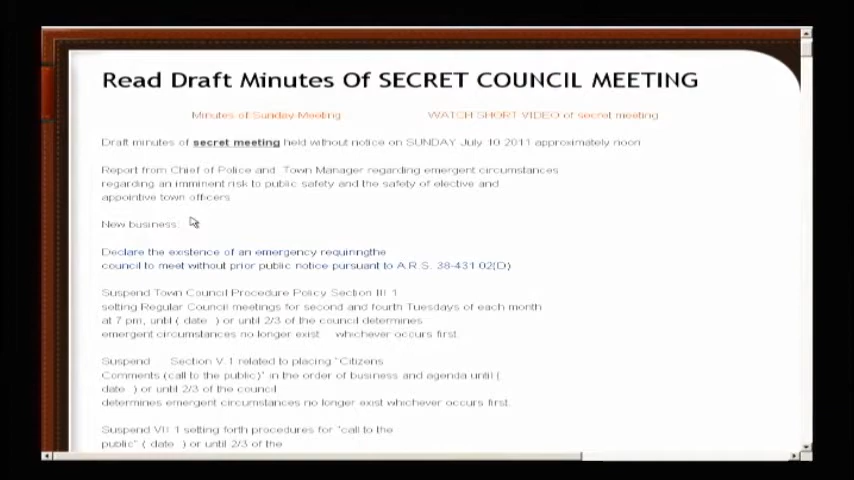 Read Draft Minutes Of SECRET COUNCIL MEETING
Minutes of Sunday Meeting WATCH SHORT VIDEO of secret meeting
Draft minutes of secret meeting held without notice on SUNDAY July 10 2011 approximately noon
Report from Chief of Police and Town Manager regarding emergent circumstances
regarding an imminent risk to public safety and the safety of elective and
appointive town officers
New business:
Declare the existence of an emergency requiringthe
council to meet without prior public notice pursuant to A.R.S. 38-431 02(D)
Suspend Town Council Procedure Policy Section III 1
setting Regular Council meetings for second and fourth Tuesdays of each month
at 7 pm, until ( date ) or until 2/3 of the council determines
emergent circumstances no longer exist whichever occurs first.
Suspend Section V.1 related to placing "Citizens
Comments (call to the public)" in the order of business and agenda until (
date ) or until 2/3 of the council
determines emergent circumstances no longer exist whichever occurs first.
Suspend VII 1 setting forth procedures for "call to the
public" ( date ) or until 2/3 of the